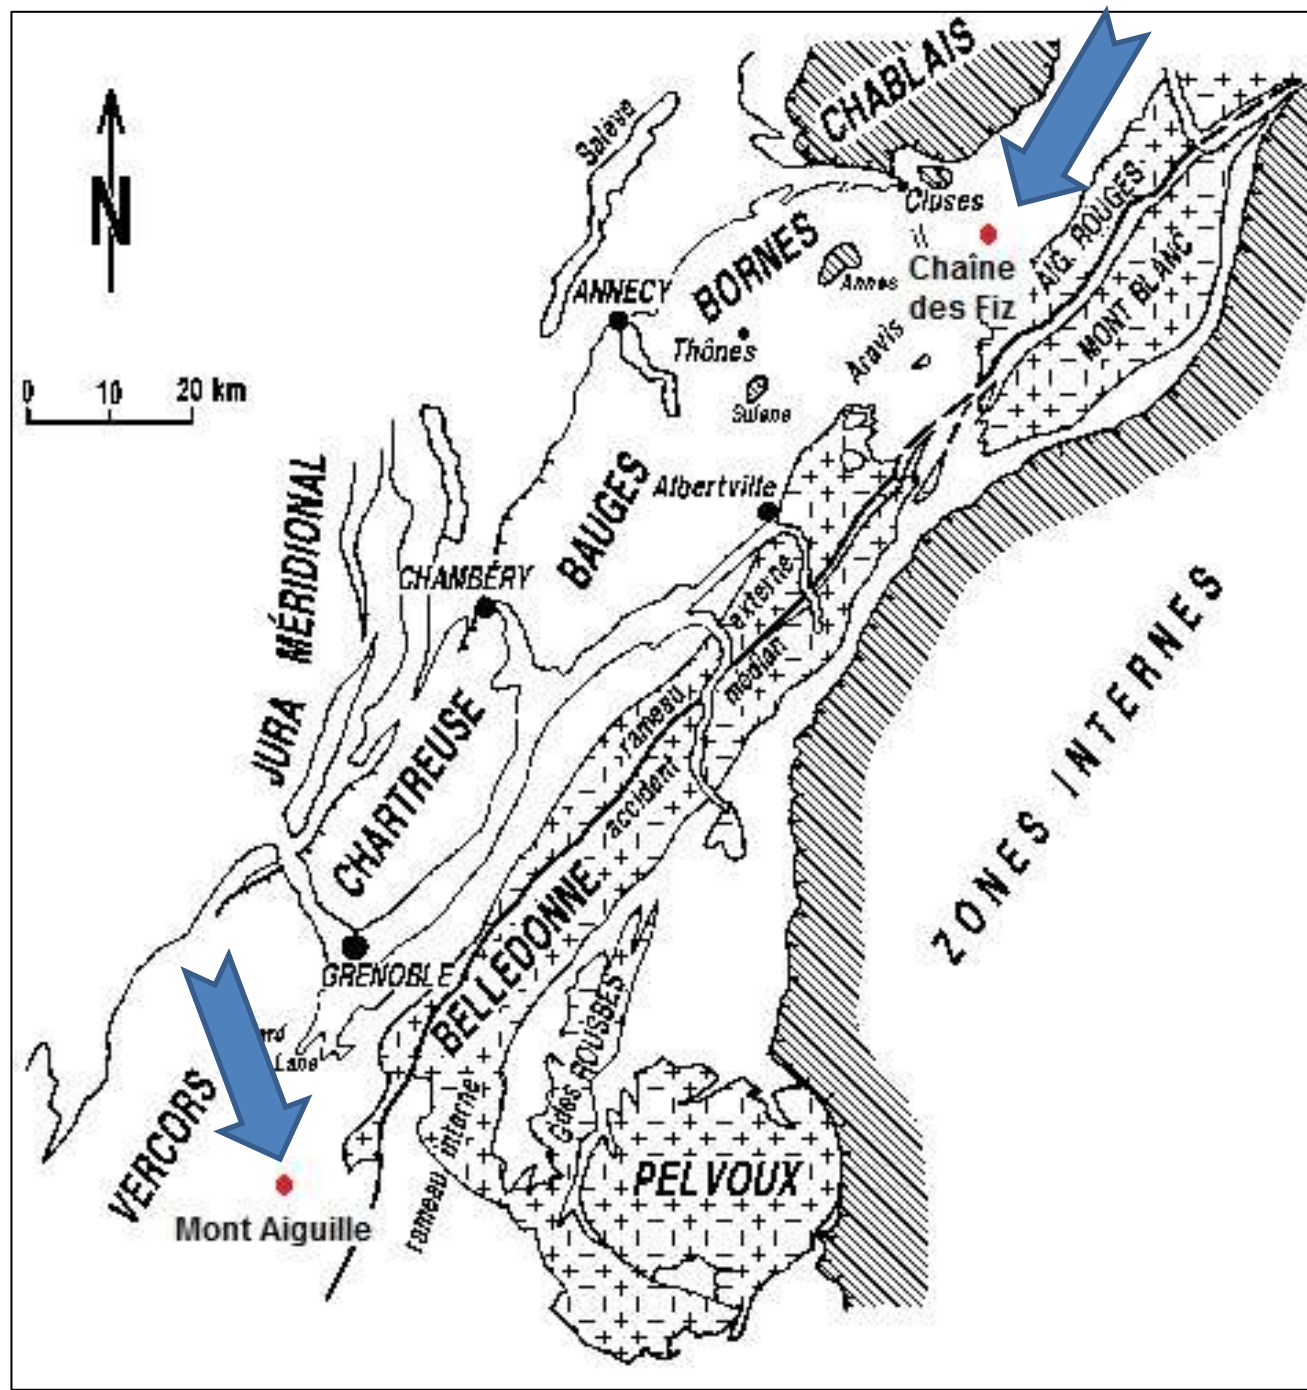 N
0 10 20 km
CHABLAIS
Salève
Cluses
AIG. ROUGES
MONT BLANC
Chaîne
des Fiz
BORNES
Annes
ANNECY
Thônes
Aravis
Sulens
BAUGES
Albertville
JURA MÉRIDIONAL
CHAMBÉRY
externe
rameau
médian
accident
CHARTREUSE
ZONES INTERNES
BELLEDONNE
GRENOBLE
Gdes ROUSSES
VERCORS
rameau interne
PELVOUX
Mont Aiguille